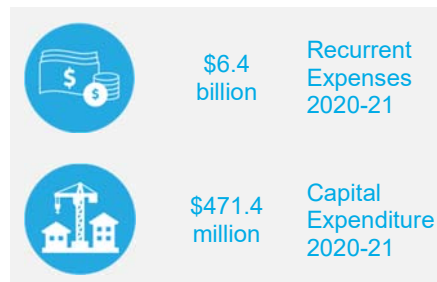 $6.4
billion
Recurrent
Expenses
2020-21
$471.4
million
Capital
Expenditure
2020-21